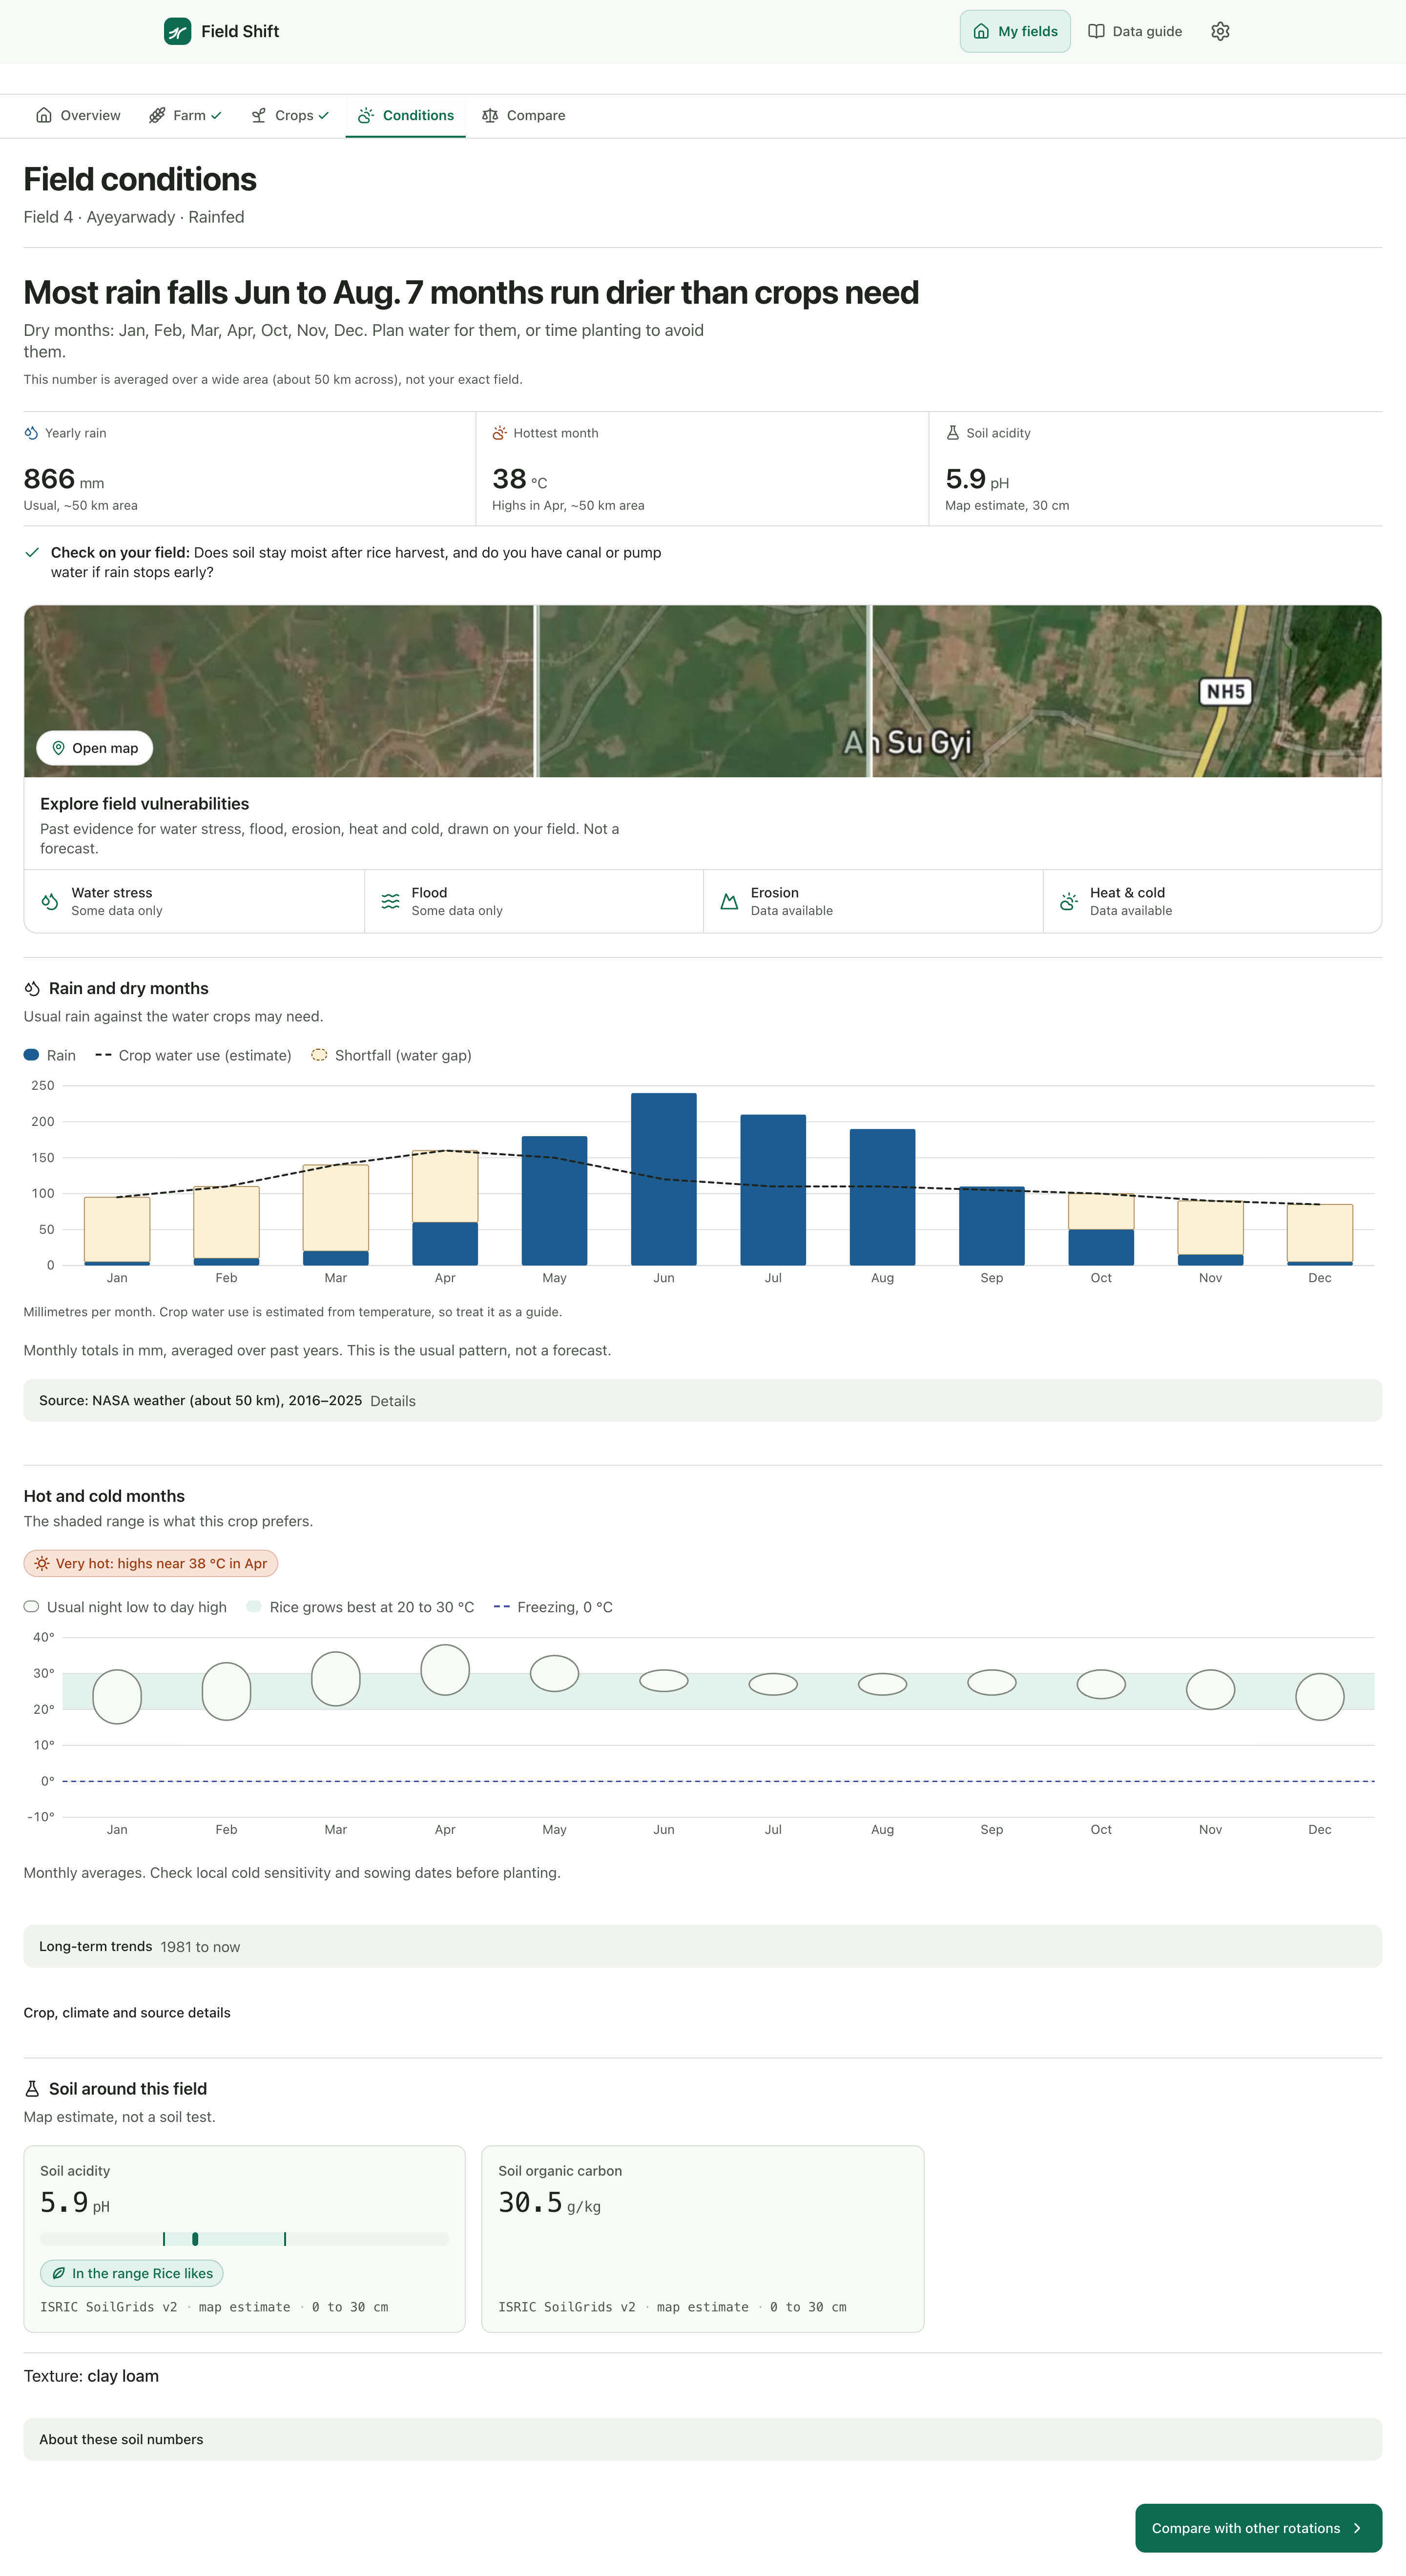 Field Shift
My fields
Data guide
Overview
Farm
Crops
Conditions
Compare
Field conditions
Field 4 · Ayeyarwady · Rainfed
Most rain falls Jun to Aug. 7 months run drier than crops need
Dry months: Jan, Feb, Mar, Apr, Oct, Nov, Dec. Plan water for them, or time planting to avoid
them.
This number is averaged over a wide area (about 50 km across), not your exact field.
Yearly rain
866 mm
Usual, ~50 km area
Hottest month
38 °C
Highs in Apr, ~50 km area
Soil acidity
5.9 pH
Map estimate, 30 cm
Check on your field: Does soil stay moist after rice harvest, and do you have canal or pump
water if rain stops early?
NH5
Su Gyi
Open map
Explore field vulnerabilities
Past evidence for water stress, flood, erosion, heat and cold, drawn on your field. Not a
forecast.
Water stress
Some data only
Flood
Some data only
Erosion
Data available
Heat & cold
Data available
Rain and dry months
Usual rain against the water crops may need.
Rain
Crop water use (estimate)
Shortfall (water gap)
250
200
150
100
50
0
Jan Feb Mar Apr May Jun Jul Aug Sep Oct Nov Dec
Millimetres per month. Crop water use is estimated from temperature, so treat it as a guide.
Monthly totals in mm, averaged over past years. This is the usual pattern, not a forecast.
Source: NASA weather (about 50 km), 2016–2025 Details
Hot and cold months
The shaded range is what this crop prefers.
Very hot: highs near 38 °C in Apr
Usual night low to day high
Rice grows best at 20 to 30 °C
Freezing, 0 °C
40°
30°
20°
10°
0°
-10°
Jan Feb Mar Apr May Jun Jul Aug Sep Oct Nov Dec
Monthly averages. Check local cold sensitivity and sowing dates before planting.
Long-term trends 1981 to now
Crop, climate and source details
Soil around this field
Map estimate, not a soil test.
Soil acidity
5.9 pH
In the range Rice likes
ISRIC SoilGrids v2 · map estimate · 0 to 30 cm
Soil organic carbon
30.5 g/kg
ISRIC SoilGrids v2 · map estimate · 0 to 30 cm
Texture: clay loam
About these soil numbers
Compare with other rotations